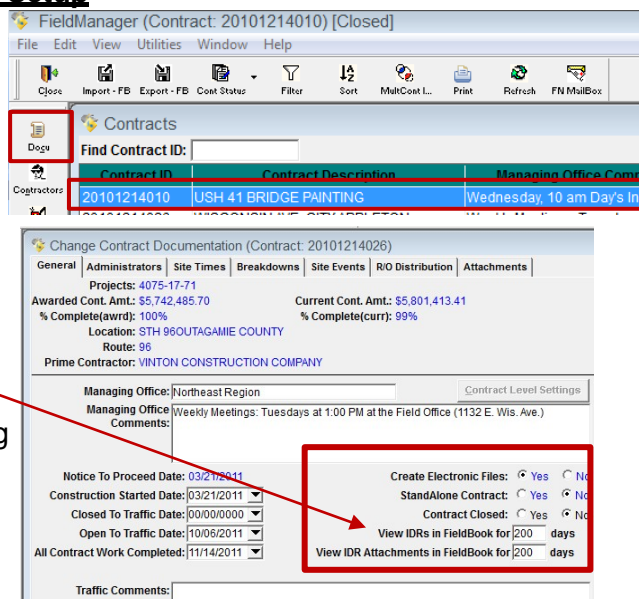 Setup
FieldManager (Contract: 20101214010) [Closed]
File Edit View Utilities Window Help
Close Import - FB Export - FB Cont Status Filter Sort MultCont I... Print Refresh FN MailBox
Docu
Contractors
Contracts
Find Contract ID:
Contract ID Contract Description Managing Office Comm
20101214010 USH 41 BRIDGE PAINTING Wednesday, 10 am Day's In
Change Contract Documentation (Contract: 20101214026)
General Administrators Site Times Breakdowns Site Events R/O Distribution Attachments
Projects: 4075-17-71
Awarded Cont. Amt.: $5,742,485.70 Current Cont. Amt.: $5,801,413.41
% Complete(awrd): 100% % Complete(curr): 99%
Location: STH 96OUTAGAMIE COUNTY
Route: 96
Prime Contractor: VINTON CONSTRUCTION COMPANY
Managing Office: Northeast Region Contract Level Settings
Managing Office Comments: Weekly Meetings: Tuesdays at 1:00 PM at the Field Office (1132 E. Wis. Ave.)
Notice To Proceed Date: 03/21/2011 Create Electronic Files: Yes No
Construction Started Date: 03/21/2011 StandAlone Contract: Yes No
Closed To Traffic Date: 00/00/0000 Contract Closed: Yes No
Open To Traffic Date: 10/06/2011 View IDRs in FieldBook for 200 days
All Contract Work Completed: 11/14/2011 View IDR Attachments in FieldBook for 200 days
Traffic Comments: